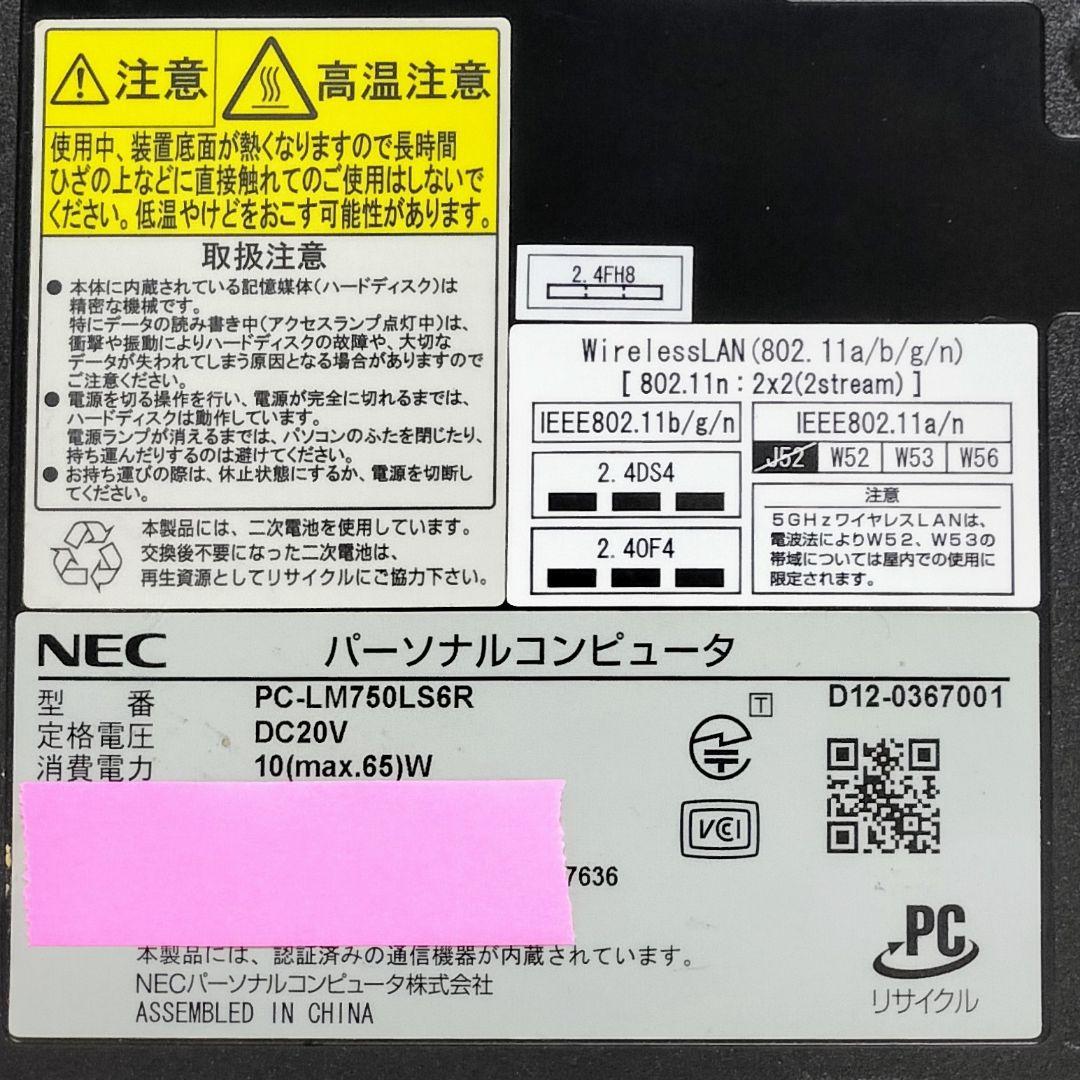 注意 高温注意
使用中、装置底面が熱くなりますので長時間
ひざの上などに直接触れてのご使用はしないで
ください。低温やけどをおこす可能性があります。
取扱注意
● 本体に内蔵されている記憶媒体(ハードディスク)は
精密な機械です。
特にデータの読み書き中(アクセスランプ点灯中)は、
衝撃や振動によりハードディスクの故障や、大切な
データが失われてしまう原因となる場合がありますので
ご注意ください。
● 電源を切る操作を行い、電源が完全に切れるまでは、
ハードディスクは動作しています。
電源ランプが消えるまでは、パソコンのふたを閉じたり、
持ち運んだりするのは避けてください。
● お持ち運びの際は、休止状態にするか、電源を切断し
てください。
本製品には、二次電池を使用しています。
交換後不要になった二次電池は、
再生資源としてリサイクルにご協力下さい。
2.4FH8
WirelessLAN(802.11a/b/g/n)
[ 802.11n : 2x2(2stream) ]
IEEE802.11b/g/n
2.4DS4
2.4OF4
IEEE802.11a/n
J52 W52 W53 W56
注意
5GHzワイヤレスLANは、
電波法によりW52、W53の
帯域については屋内での使用に
限定されます。
NEC パーソナルコンピュータ
型 番 PC-LM750LS6R
定格電圧 DC20V
消費電力 10(max.65)W
T
D12-0367001
VCI
7636
本製品には、認証済みの通信機器が内蔵されています。
NECパーソナルコンピュータ株式会社
ASSEMBLED IN CHINA
PC
リサイクル